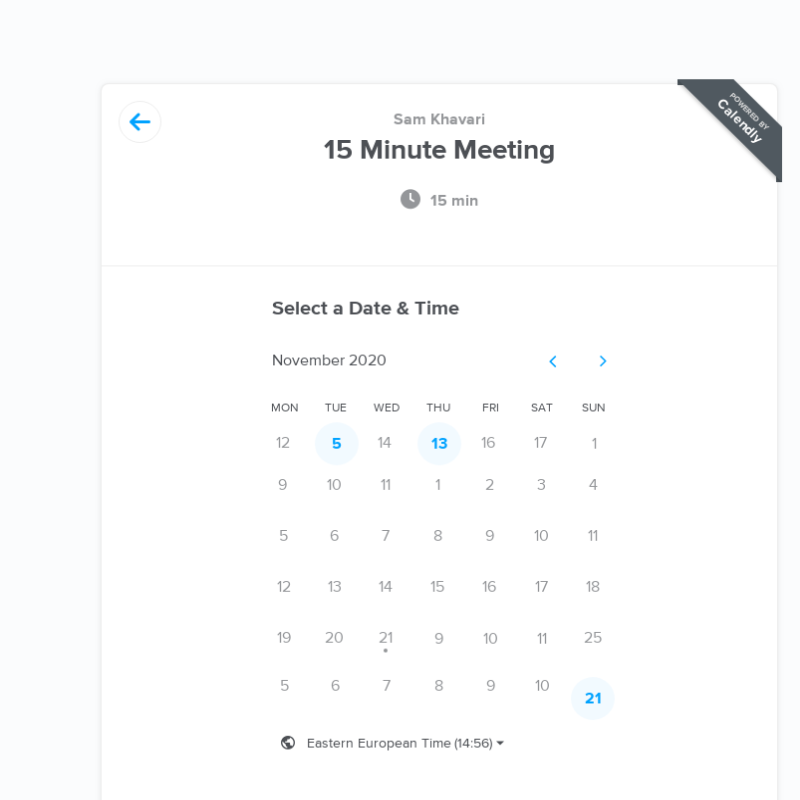 POWERED BY
Calendly
Sam Khavari
15 Minute Meeting
15 min
Select a Date & Time
November 2020
MON TUE WED THU FRI SAT SUN
12 5 14 13 16 17 1
9 10 11 1 2 3 4
5 6 7 8 9 10 11
12 13 14 15 16 17 18
19 20 21 9 10 11 25
5 6 7 8 9 10 21
Eastern European Time (14:56)